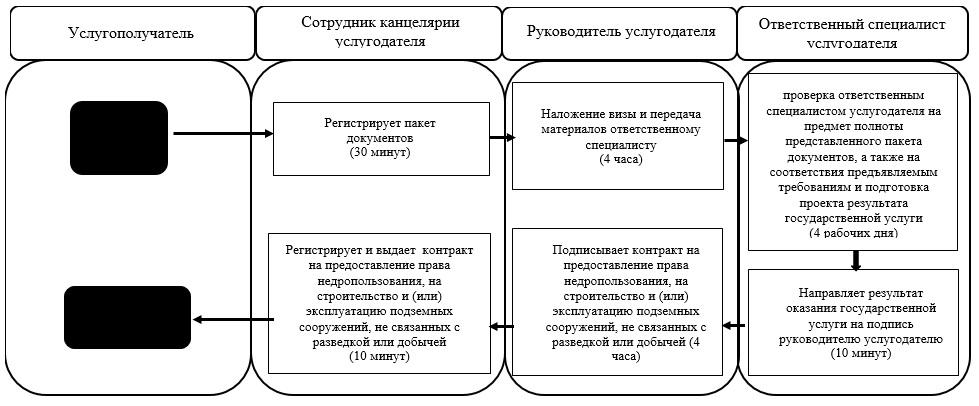 Услугополучатель
Сотрудник канцелярии
услугодателя
Руководитель услугодателя
Ответственный специалист
услугодателя
Регистрирует пакет
документов
(30 минут)
Наложение визы и передача
материалов ответственному
специалисту
(4 часа)
проверка ответственным
специалистом услугодателя на
предмет полноты
представленного пакета
документов, а также на
соответствия предъявляемым
требованиям и подготовка
проекта результата
государственной услуги
(4 рабочих дня)
Регистрирует и выдает контракт
на предоставление права
недропользования, на
строительство и (или)
эксплуатацию подземных
сооружений, не связанных с
разведкой или добычей
(10 минут)
Подписывает контракт на
предоставление права
недропользования, на
строительство и (или)
эксплуатацию подземных
сооружений, не связанных с
разведкой или добычей (4
часа)
Направляет результат
оказания государственной
услуги на подпись
руководителю услугодателю
(10 минут)